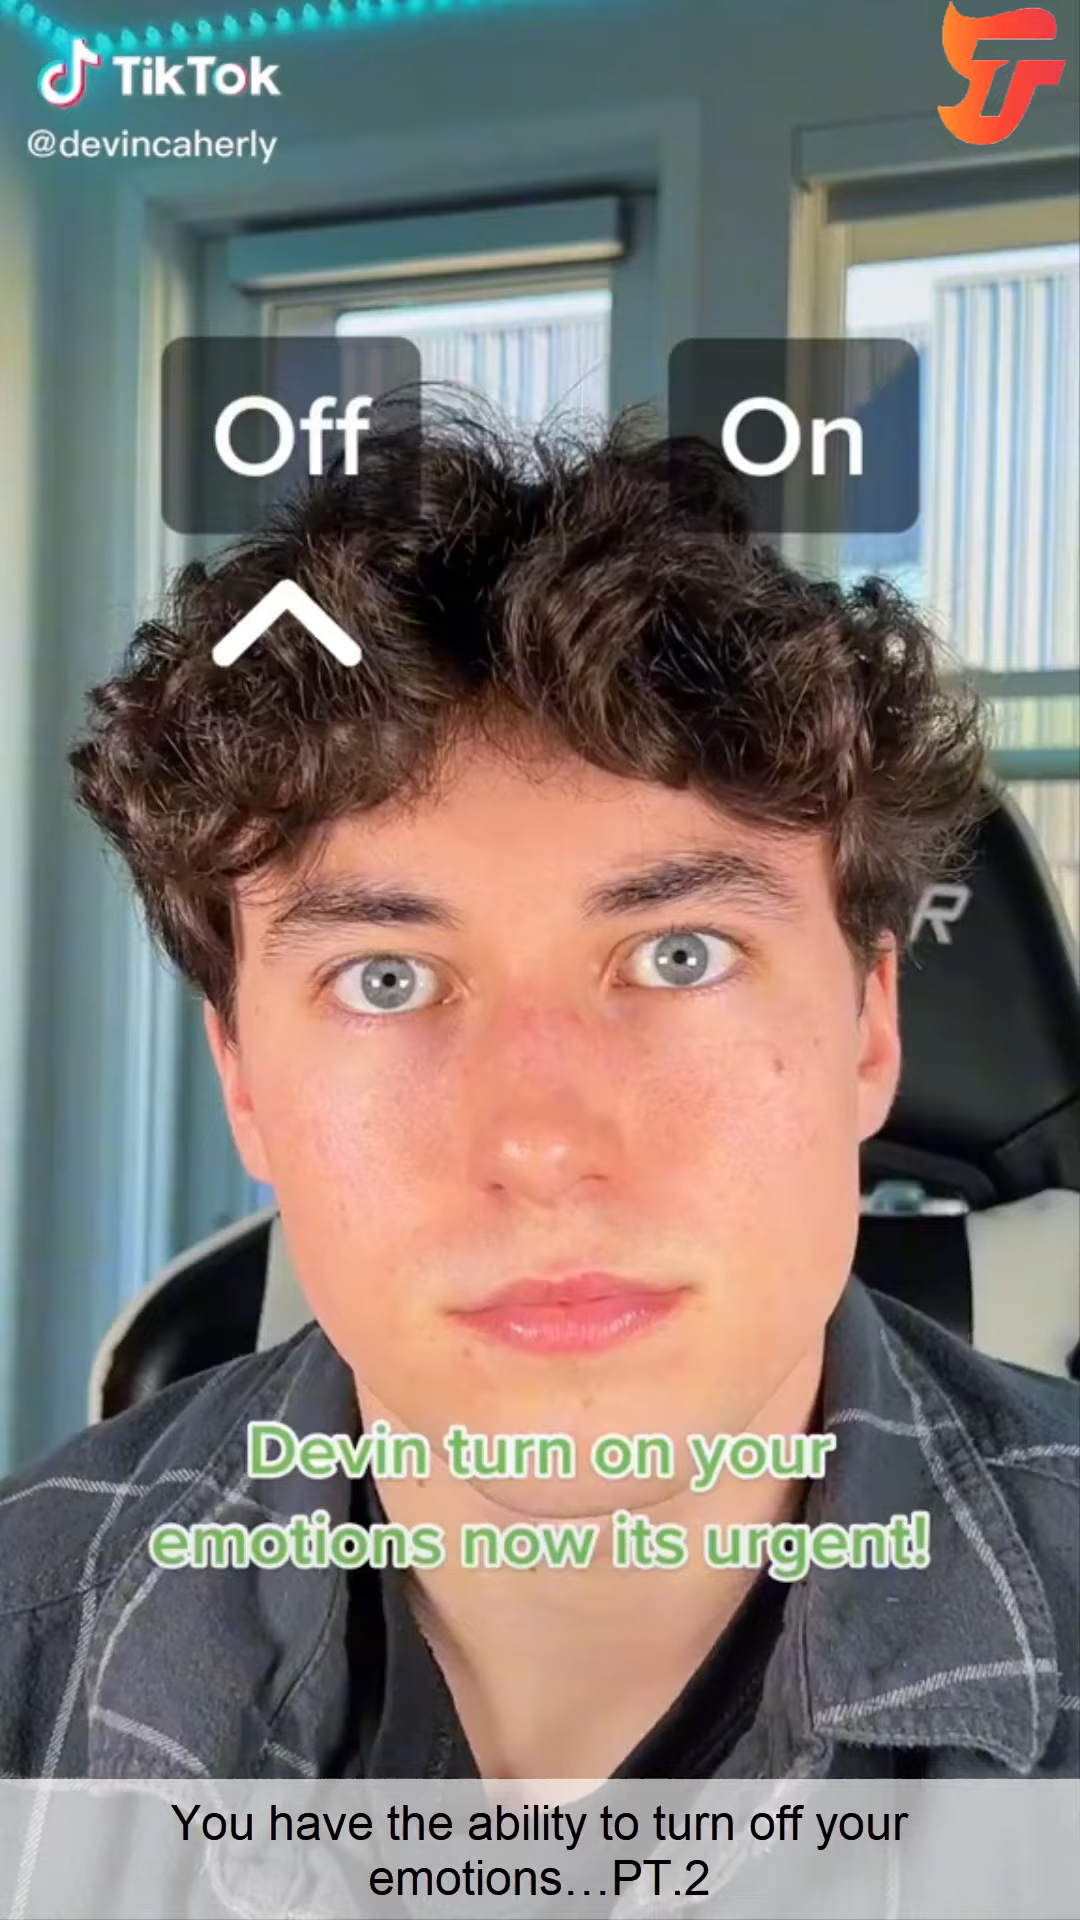 TikTok
@devincaherly
Off
On
R
Devin turn on your
emotions now its urgent!
You have the ability to turn off your
emotions...PT.2